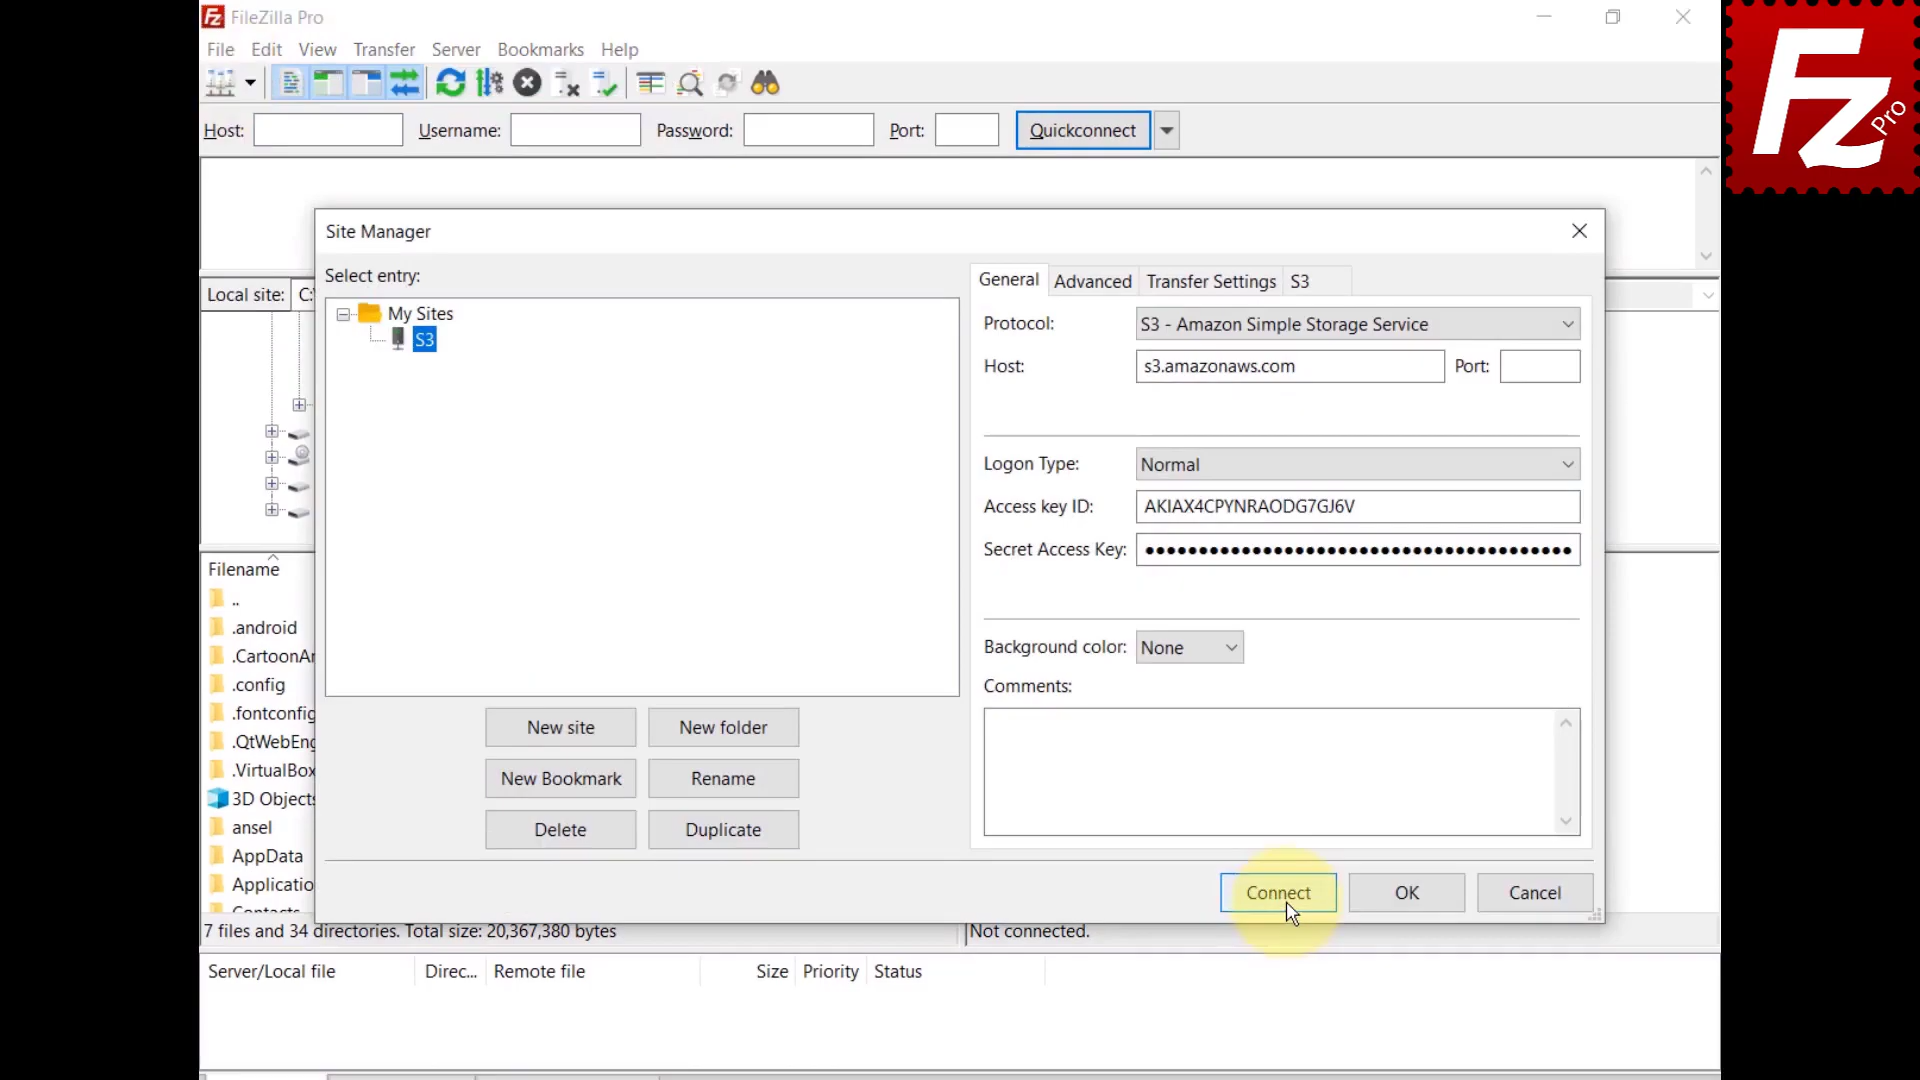 FileZilla Pro
File Edit View Transfer Server Bookmarks Help
Host: Username: Password: Port: Quickconnect
Fz Pro
Site Manager
Select entry:
My Sites
S3
General Advanced Transfer Settings S3
Protocol: S3 - Amazon Simple Storage Service
Host: s3.amazonaws.com Port:
Logon Type: Normal
Access key ID: AKIAX4CPYNRAODG7GJ6V
Secret Access Key:
Background color: None
Comments:
New site New folder
New Bookmark Rename
Delete Duplicate
Connect OK Cancel
Local site: C:\
Filename
..
.android
.CartoonAn
.config
.fontconfig
.QtWebEng
.VirtualBox
3D Objects
ansel
AppData
Applicatio
Contacts
7 files and 34 directories. Total size: 20,367,380 bytes
Not connected.
Server/Local file Direc... Remote file Size Priority Status